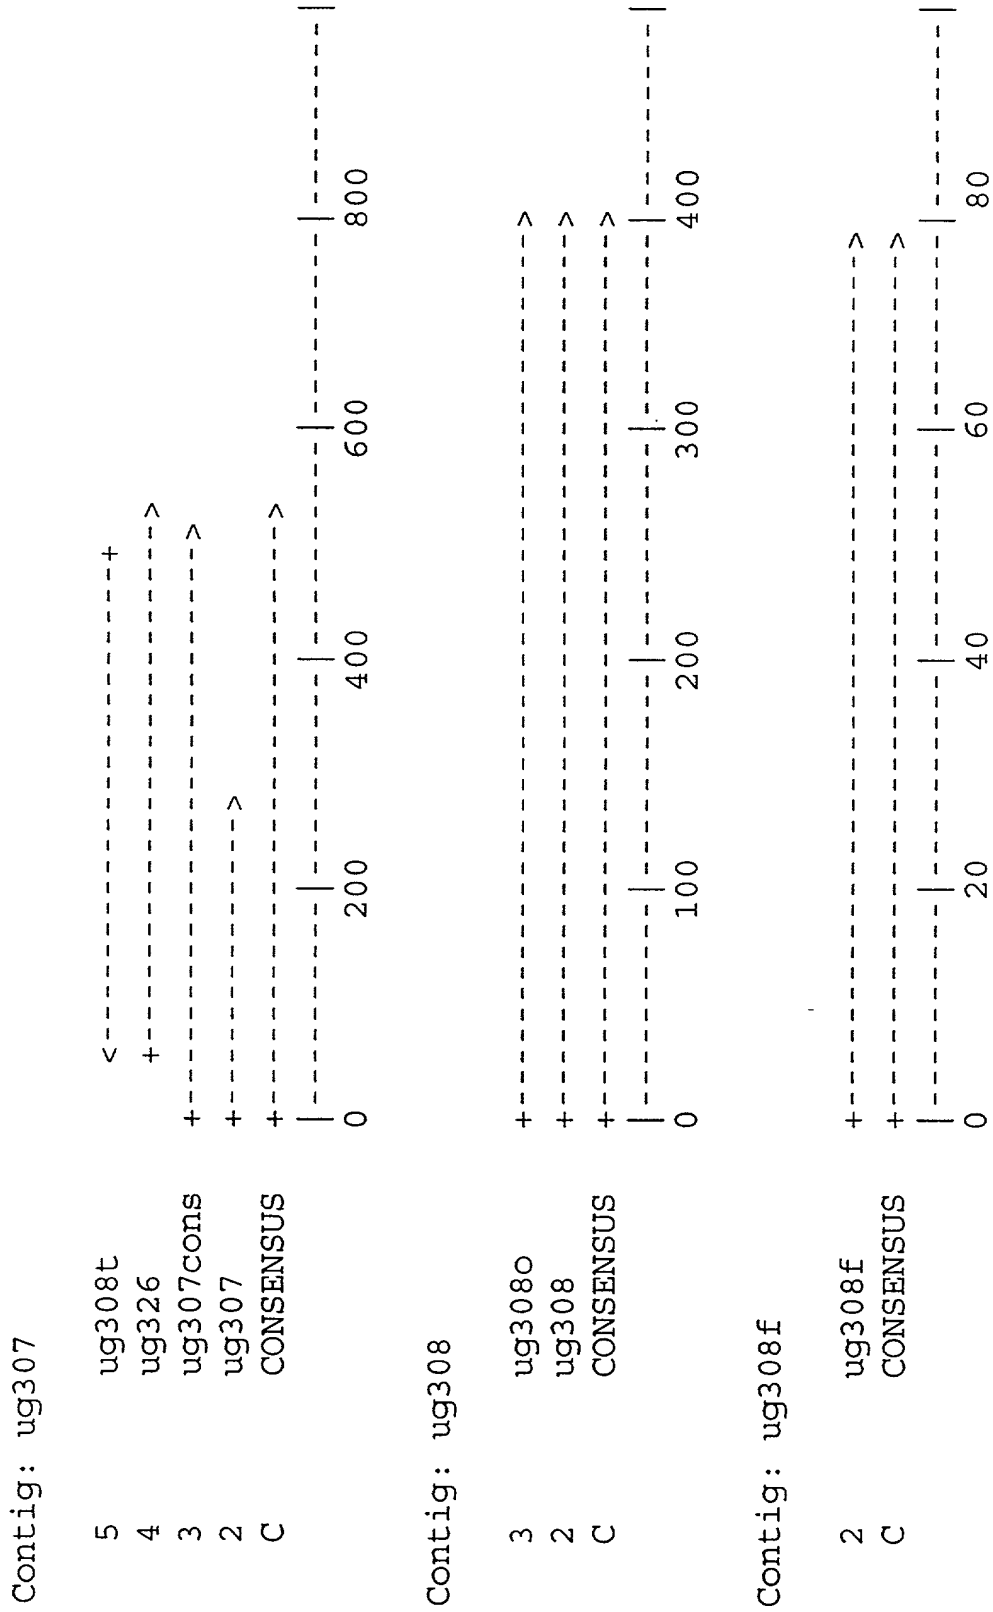 Contig: ug307
5 ug308t <-----------------------+
4 ug326 +------------------------->
3 ug307cons +--------------------------->
2 ug307 +------------->
C CONSENSUS +---------------------------->
|----------|----------|----------|----------|----------|
0 200 400 600 800
Contig: ug308
3 ug308o +------------------------------------------>
2 ug308 +------------------------------------------>
C CONSENSUS +------------------------------------------>
|----------|----------|----------|----------|----------|
0 100 200 300 400
Contig: ug308f
2 ug308f +----------------------------------------->
C CONSENSUS +----------------------------------------->
|----------|----------|----------|----------|----------|
0 20 40 60 80